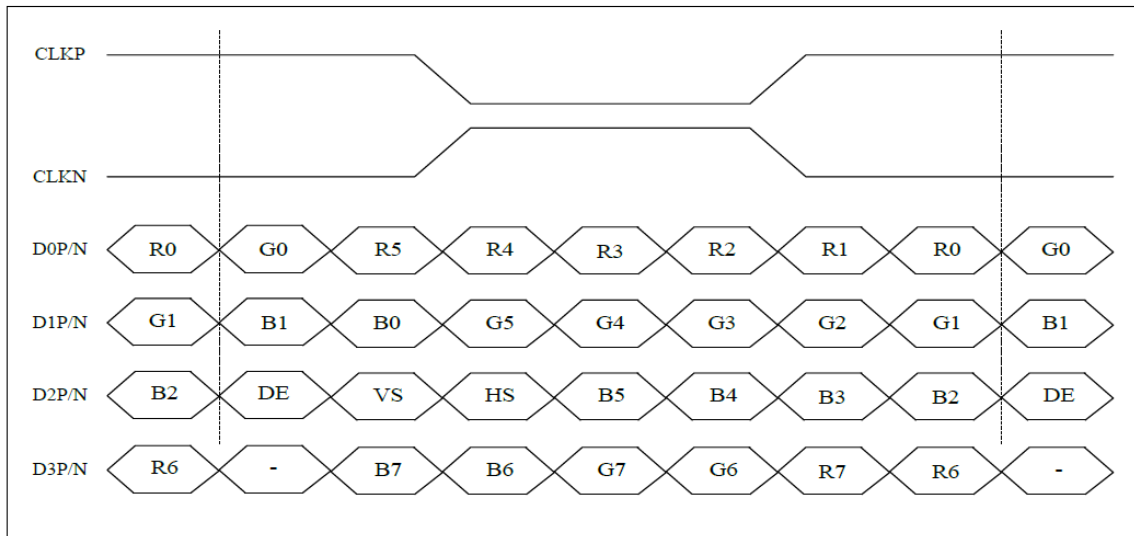 CLKP
CLKN
D0P/N R0 G0 R5 R4 R3 R2 R1 R0 G0
D1P/N G1 B1 B0 G5 G4 G3 G2 G1 B1
D2P/N B2 DE VS HS B5 B4 B3 B2 DE
D3P/N R6 - B7 B6 G7 G6 R7 R6 -